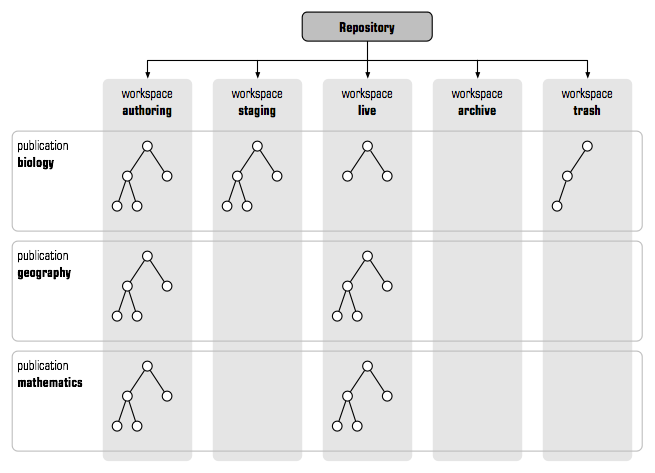 Repository
workspace
authoring
workspace
staging
workspace
live
workspace
archive
workspace
trash
publication
biology
publication
geography
publication
mathematics